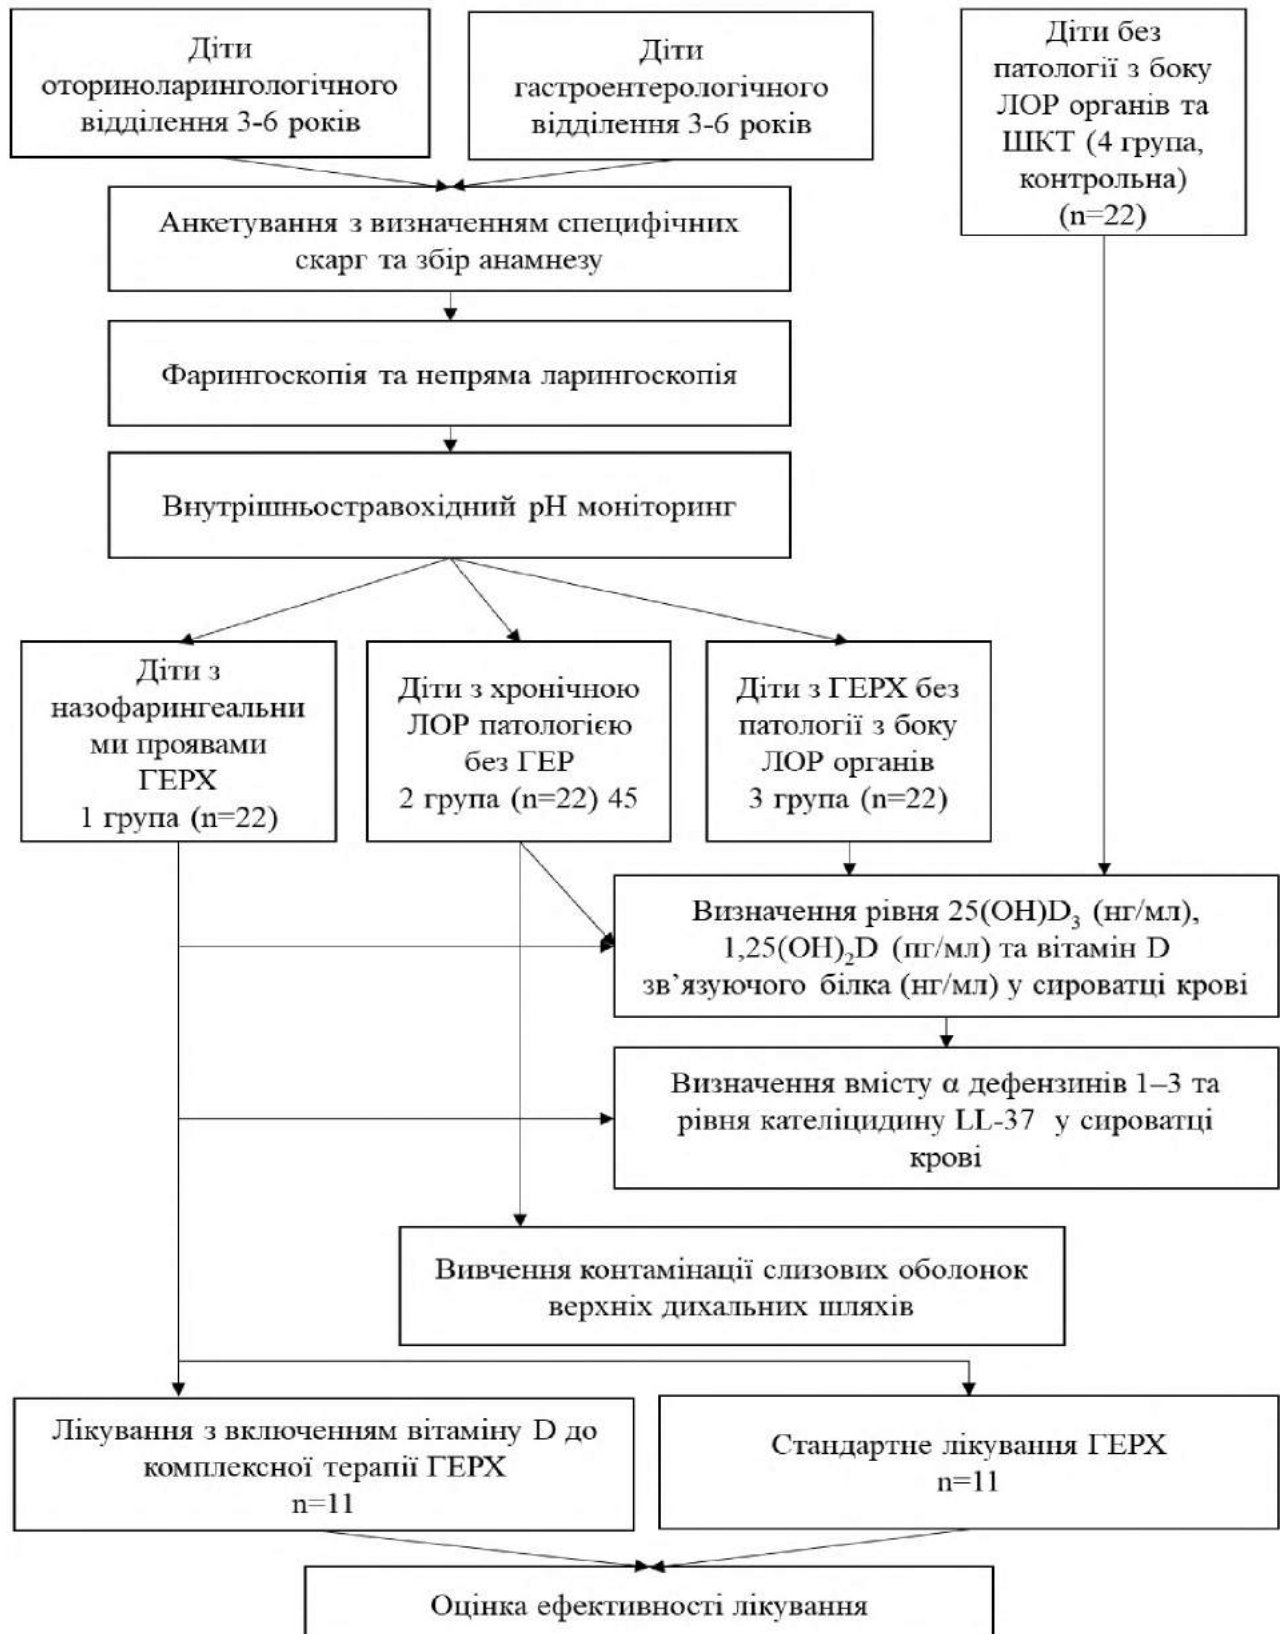 Діти
оториноларингологічного
відділення 3-6 років
Діти
гастроентерологічного
відділення 3-6 років
Діти без
патології з боку
ЛОР органів та
ШКТ (4 група,
контрольна)
(n=22)
Анкетування з визначенням специфічних
скарг та збір анамнезу
Фарингоскопія та непряма ларингоскопія
Внутрішньостравохідний pH моніторинг
Діти з
назофарингеальни
ми проявами
ГЕРХ
1 група (n=22)
Діти з хронічною
ЛОР патологією
без ГЕР
2 група (n=22) 45
Діти з ГЕРХ без
патології з боку
ЛОР органів
3 група (n=22)
Визначення рівня 25(OH)D₃ (нг/мл),
1,25(OH)₂D (пг/мл) та вітамін D
зв’язуючого білка (нг/мл) у сироватці крові
Визначення вмісту α дефензинів 1–3 та
рівня кателіцидину LL-37 у сироватці
крові
Вивчення контамінації слизових оболонок
верхніх дихальних шляхів
Лікування з включенням вітаміну D до
комплексної терапії ГЕРХ
n=11
Стандартне лікування ГЕРХ
n=11
Оцінка ефективності лікування